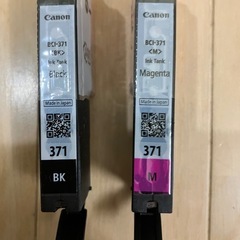 Canon
BCI-371
<BK>
Ink Tank
Black
Made in Japan
371
BK
Canon
BCI-371
<M>
Ink Tank
Magenta
Made in Japan
371
M